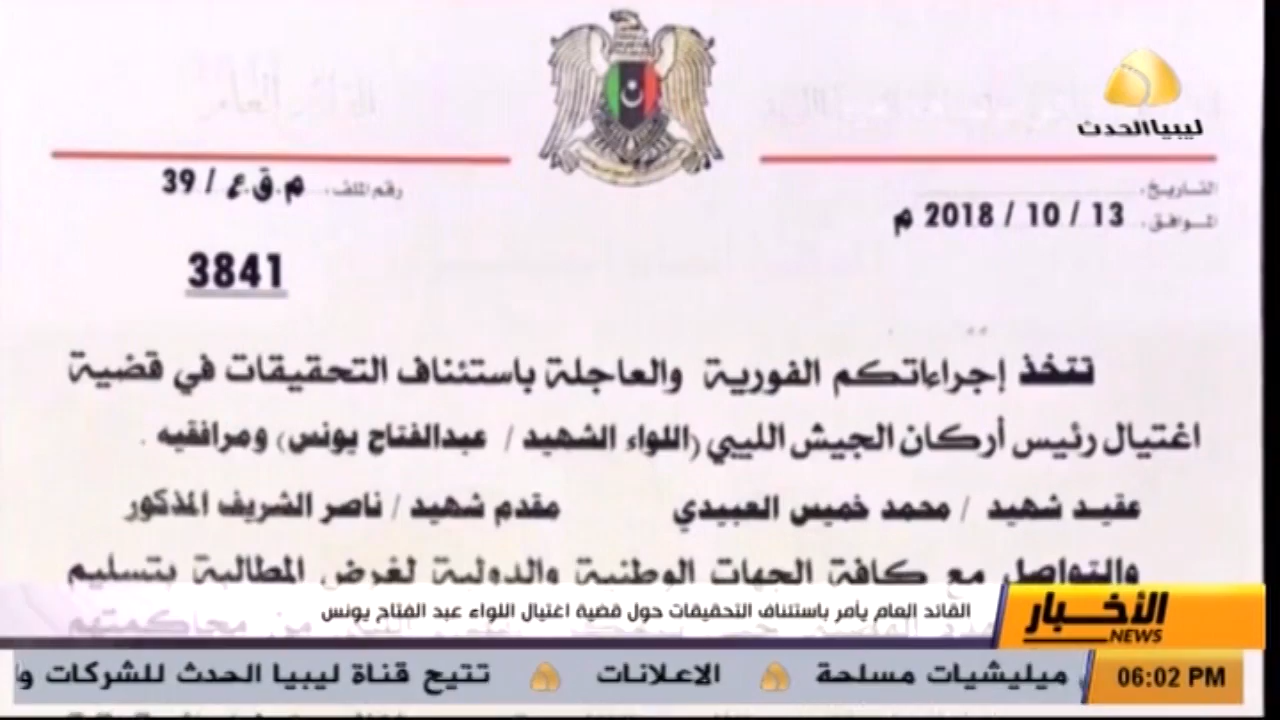 ليبيا الحدث
التاريخ:
الموافق: 13 / 10 / 2018 م
رقم الملف: م.ق.ع / 39
3841
تتخذ إجراءاتكم الفورية والعاجلة باستئناف التحقيقات في قضية
اغتيال رئيس أركان الجيش الليبي (اللواء الشهيد / عبدالفتاح يونس) ومرافقيه .
عقيد شهيد / محمد خميس العبيدي مقدم شهيد / ناصر الشريف المذكور
والتواصل مع كافة الجهات الوطنية والدولية لغرض المطالبة بتسليم
من محاكمتهم
الأخبار
NEWS
القائد العام يأمر باستئناف التحقيقات حول قضية اغتيال اللواء عبد الفتاح يونس
06:02 PM
ميليشيات مسلحة الاعلانات تتيح قناة ليبيا الحدث للشركات